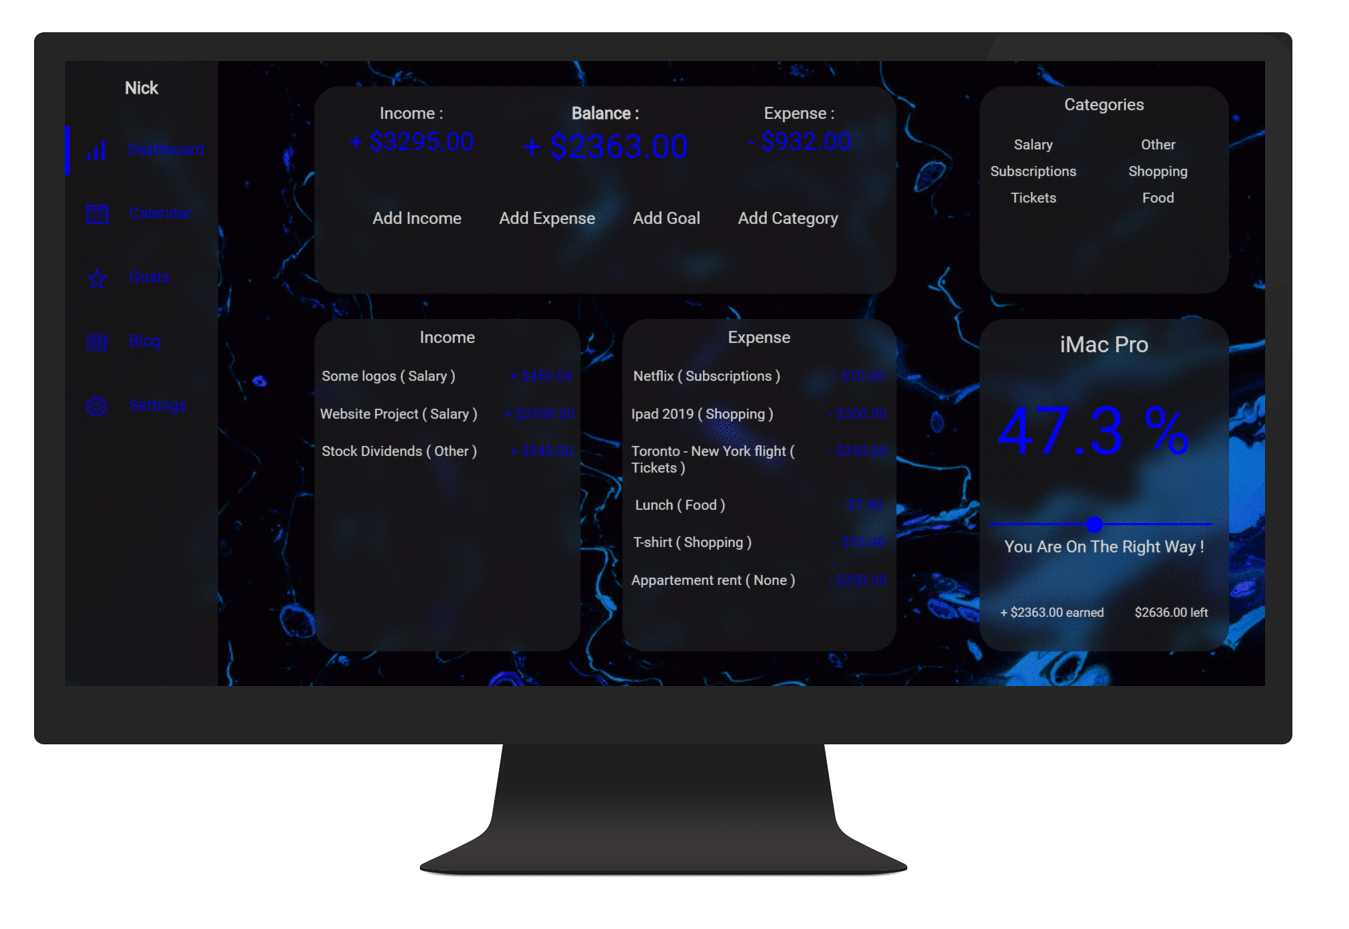 Nick
Dashboard
Calendar
Goals
Blog
Settings
Income :
+ $3295.00
Balance :
+ $2363.00
Expense :
- $932.00
Add Income
Add Expense
Add Goal
Add Category
Categories
Salary
Other
Subscriptions
Shopping
Tickets
Food
Income
Some logos ( Salary )
+ $450.00
Website Project ( Salary )
+ $2500.00
Stock Dividends ( Other )
+ $345.00
Expense
Netflix ( Subscriptions )
- $10.00
Ipad 2019 ( Shopping )
- $300.00
Toronto - New York flight (
Tickets )
- $350.00
Lunch ( Food )
- $7.00
T-shirt ( Shopping )
- $15.00
Appartement rent ( None )
- $250.00
iMac Pro
47.3 %
You Are On The Right Way !
+ $2363.00 earned
$2636.00 left